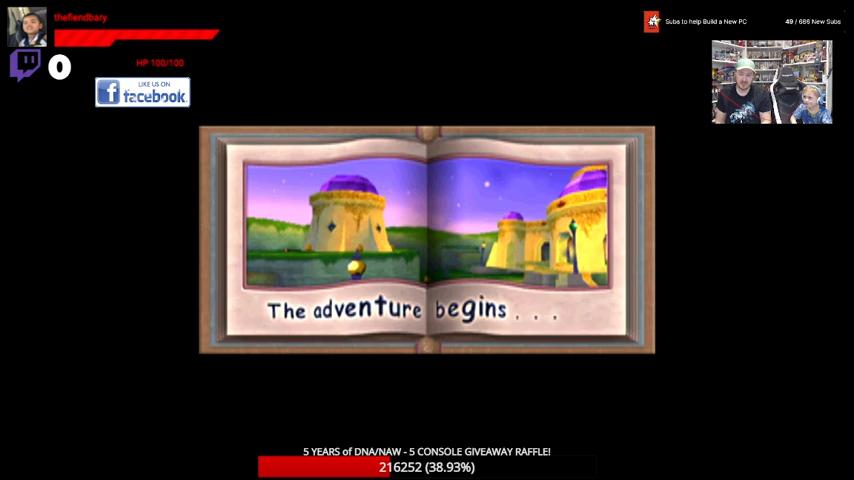 thefiendbary
Subs to help Build a New PC
49 / 686 New Subs
HP 100/100
0
LIKE US ON
facebook
The adventure begins . . .
5 YEARS of DNA/NAW - 5 CONSOLE GIVEAWAY RAFFLE!
216252 (38.93%)